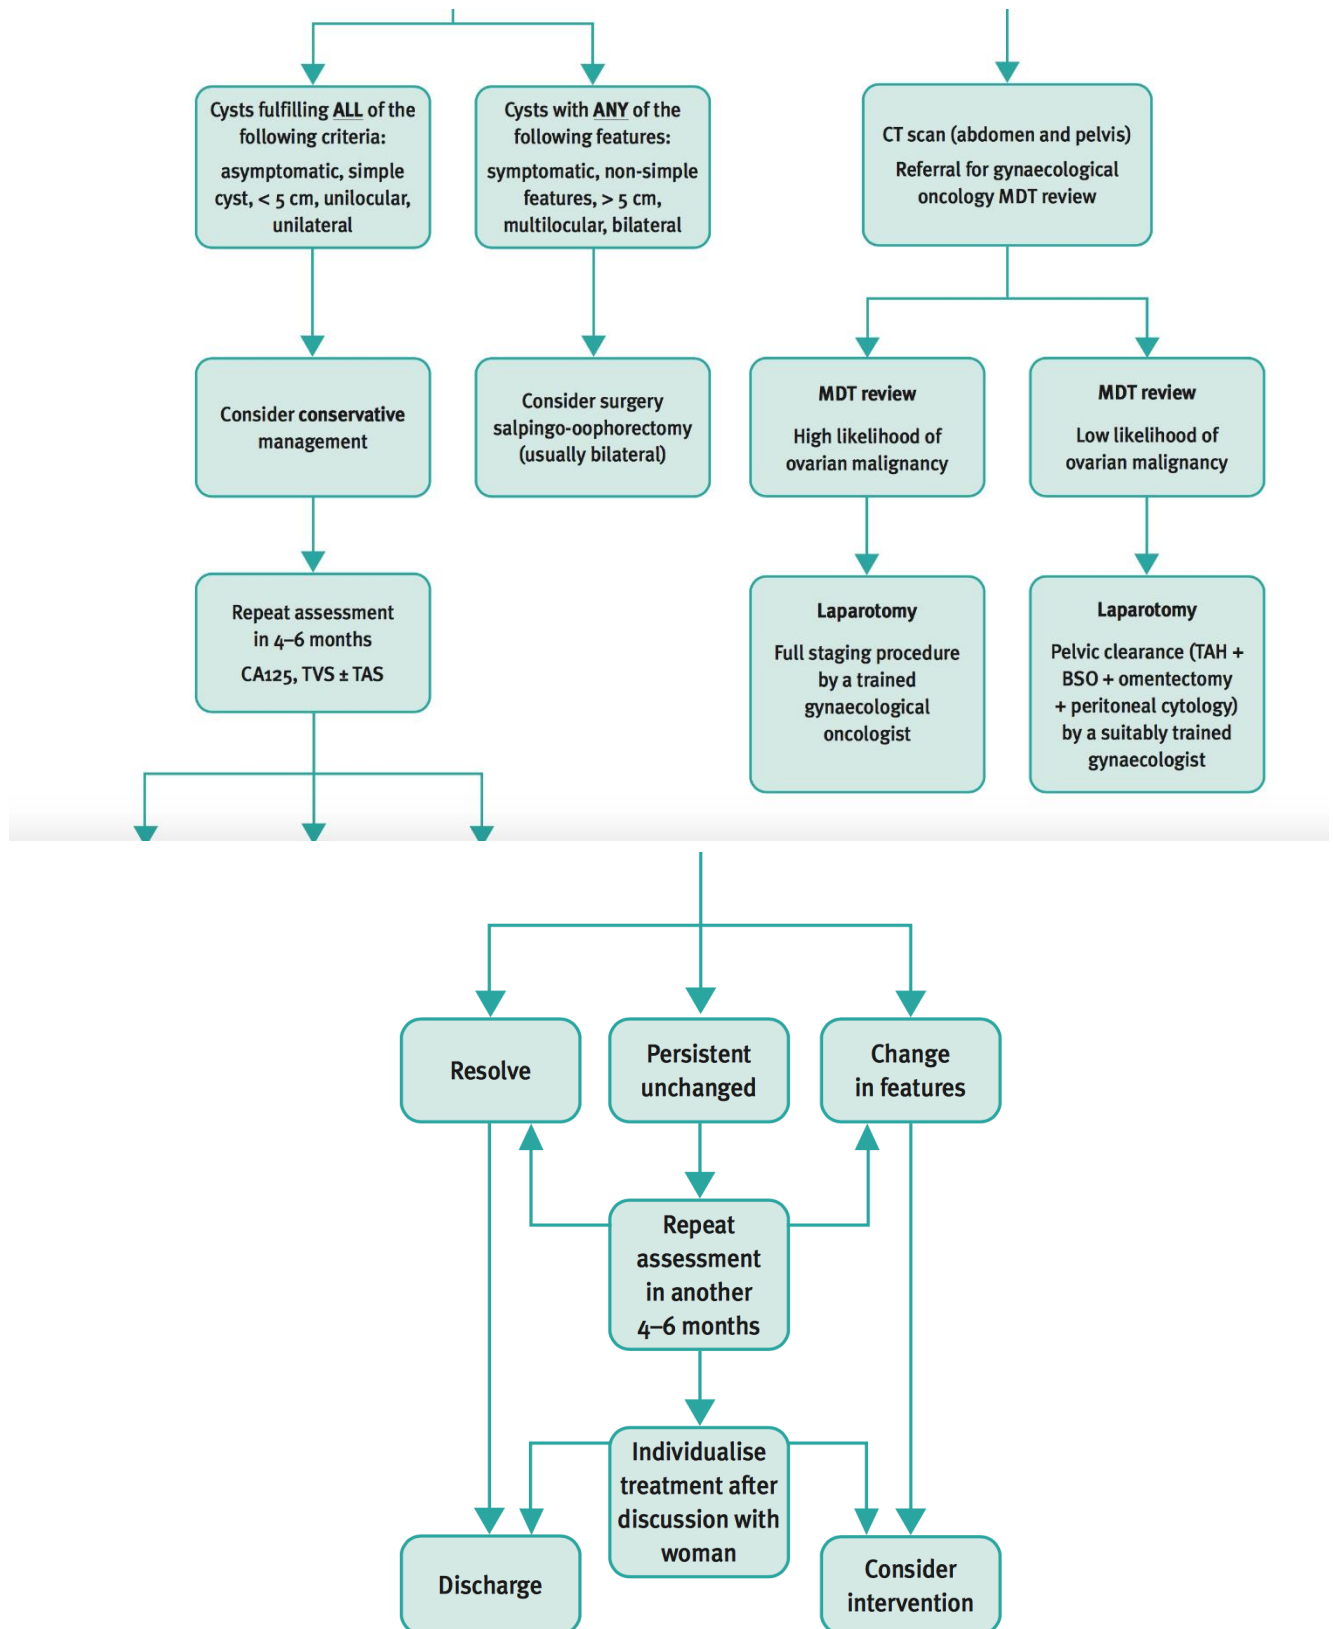 Cysts fulfilling ALL of the
following criteria:
asymptomatic, simple
cyst, < 5 cm, unilocular,
unilateral
Cysts with ANY of the
following features:
symptomatic, non-simple
features, > 5 cm,
multilocular, bilateral
CT scan (abdomen and pelvis)
Referral for gynaecological
oncology MDT review
Consider conservative
management
Consider surgery
salpingo-oophorectomy
(usually bilateral)
MDT review
High likelihood of
ovarian malignancy
MDT review
Low likelihood of
ovarian malignancy
Repeat assessment
in 4–6 months
CA125, TVS ± TAS
Laparotomy
Full staging procedure
by a trained
gynaecological
oncologist
Laparotomy
Pelvic clearance (TAH +
BSO + omentectomy
+ peritoneal cytology)
by a suitably trained
gynaecologist
Resolve
Persistent
unchanged
Change
in features
Repeat
assessment
in another
4–6 months
Individualise
treatment after
discussion with
woman
Discharge
Consider
intervention